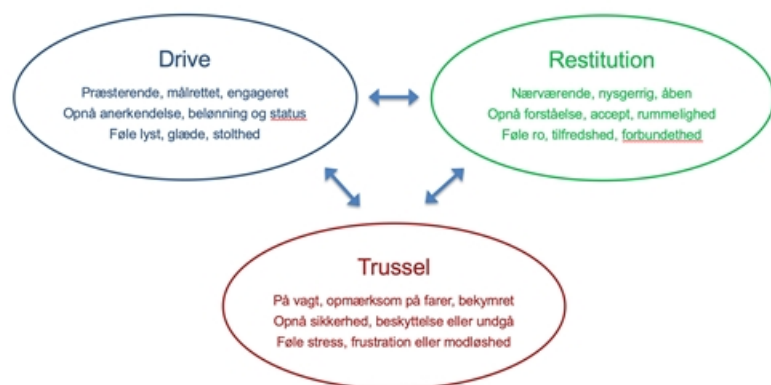 Drive
Præsterende, målrettet, engageret
Opnå anerkendelse, belønning og status
Føle lyst, glæde, stolthed
Restitution
Nærværende, nysgerrig, åben
Opnå forståelse, accept, rummelighed
Føle ro, tilfredshed, forbundethed
Trussel
På vagt, opmærksom på farer, bekymret
Opnå sikkerhed, beskyttelse eller undgå
Føle stress, frustration eller modløshed